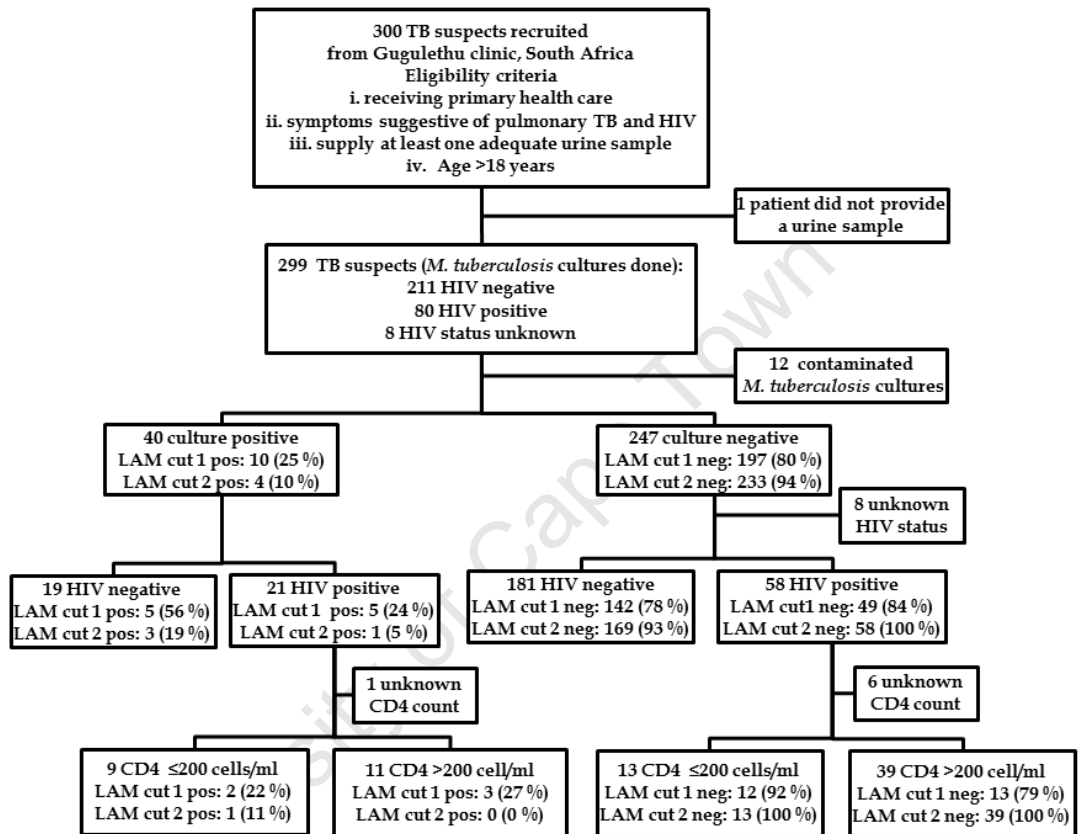 300 TB suspects recruited
from Gugulethu clinic, South Africa
Eligibility criteria
i. receiving primary health care
ii. symptoms suggestive of pulmonary TB and HIV
iii. supply at least one adequate urine sample
iv. Age >18 years
1 patient did not provide
a urine sample
299 TB suspects (M. tuberculosis cultures done):
211 HIV negative
80 HIV positive
8 HIV status unknown
12 contaminated
M. tuberculosis cultures
40 culture positive
LAM cut 1 pos: 10 (25 %)
LAM cut 2 pos: 4 (10 %)
247 culture negative
LAM cut 1 neg: 197 (80 %)
LAM cut 2 neg: 233 (94 %)
8 unknown
HIV status
19 HIV negative
LAM cut 1 pos: 5 (56 %)
LAM cut 2 pos: 3 (19 %)
21 HIV positive
LAM cut 1 pos: 5 (24 %)
LAM cut 2 pos: 1 (5 %)
181 HIV negative
LAM cut 1 neg: 142 (78 %)
LAM cut 2 neg: 169 (93 %)
58 HIV positive
LAM cut1 neg: 49 (84 %)
LAM cut 2 neg: 58 (100 %)
1 unknown
CD4 count
6 unknown
CD4 count
9 CD4 ≤200 cells/ml
LAM cut 1 pos: 2 (22 %)
LAM cut 2 pos: 1 (11 %)
11 CD4 >200 cell/ml
LAM cut 1 pos: 3 (27 %)
LAM cut 2 pos: 0 (0 %)
13 CD4 ≤200 cells/ml
LAM cut 1 neg: 12 (92 %)
LAM cut 2 neg: 13 (100 %)
39 CD4 >200 cell/ml
LAM cut 1 neg: 13 (79 %)
LAM cut 2 neg: 39 (100 %)
sity of Cape Town